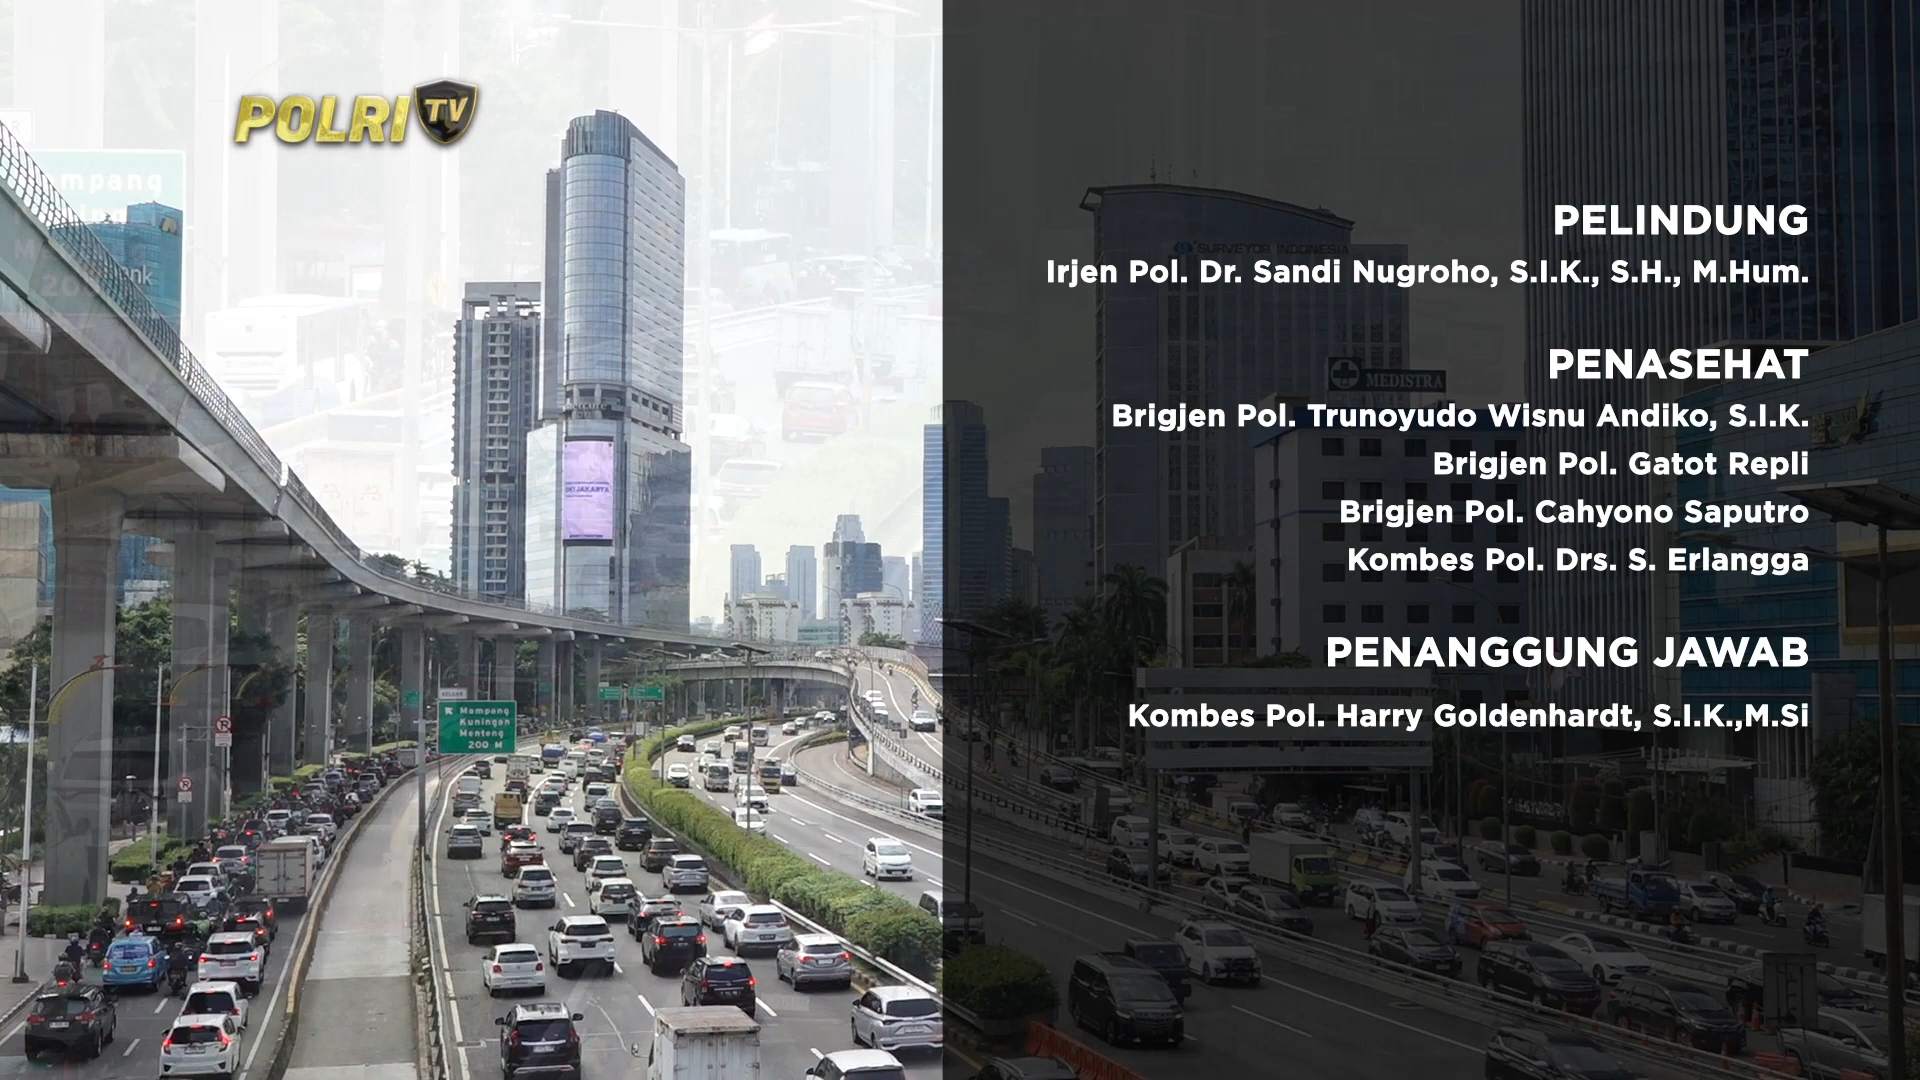 POLRI TV
PELINDUNG
Irjen Pol. Dr. Sandi Nugroho, S.I.K., S.H., M.Hum.
PENASEHAT
Brigjen Pol. Trunoyudo Wisnu Andiko, S.I.K.
Brigjen Pol. Gatot Repli
Brigjen Pol. Cahyono Saputro
Kombes Pol. Drs. S. Erlangga
PENANGGUNG JAWAB
Kombes Pol. Harry Goldenhardt, S.I.K.,M.Si
SURVEYOR INDONESIA
MEDISTRA
mpang
KELUAR
Mampang
Kuningan
Menteng
200 M